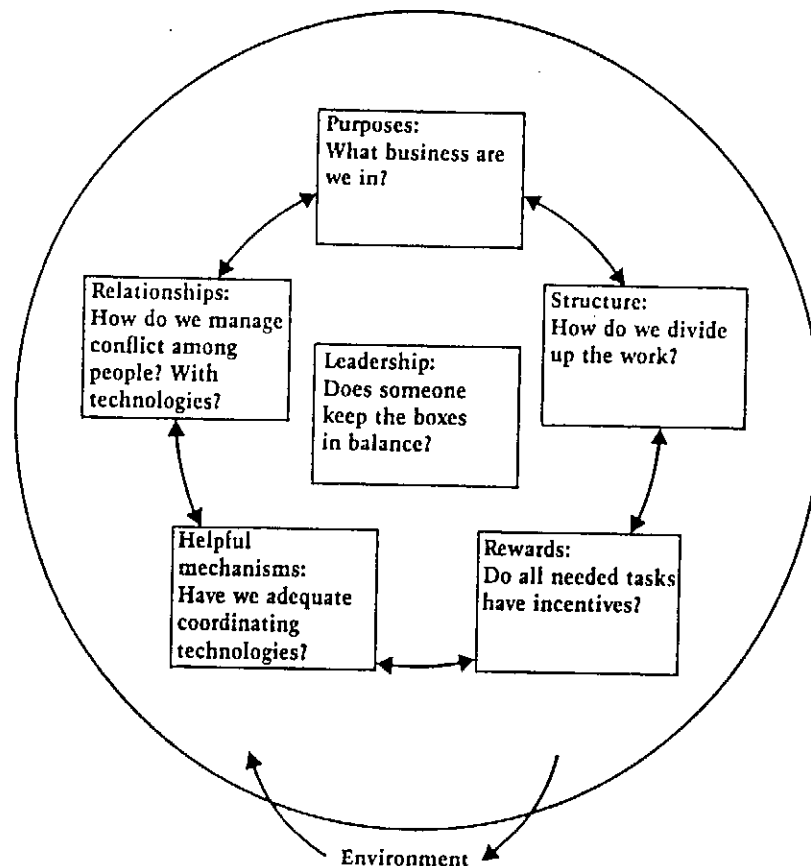 Purposes:
What business are
we in?
Relationships:
How do we manage
conflict among
people? With
technologies?
Structure:
How do we divide
up the work?
Leadership:
Does someone
keep the boxes
in balance?
Helpful
mechanisms:
Have we adequate
coordinating
technologies?
Rewards:
Do all needed tasks
have incentives?
Environment